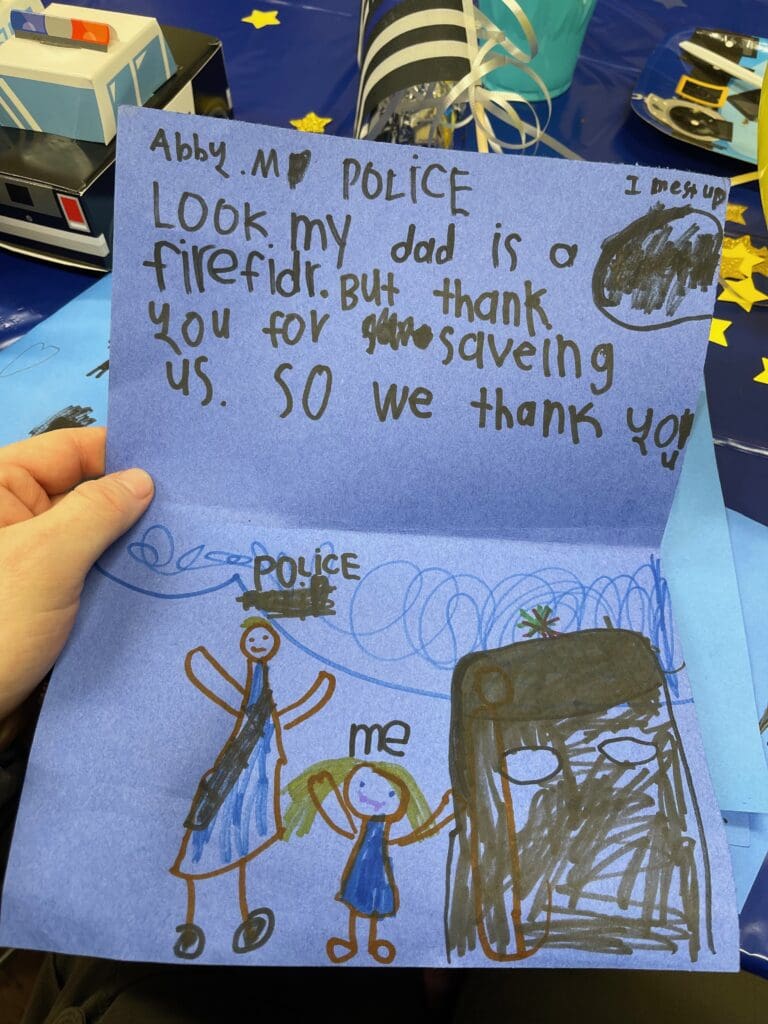 Abby.M POLICE
I mest up
LOOK. my dad is a
firefidr. But thank
you for saveing
us. SO we thank you
POLiCE
me